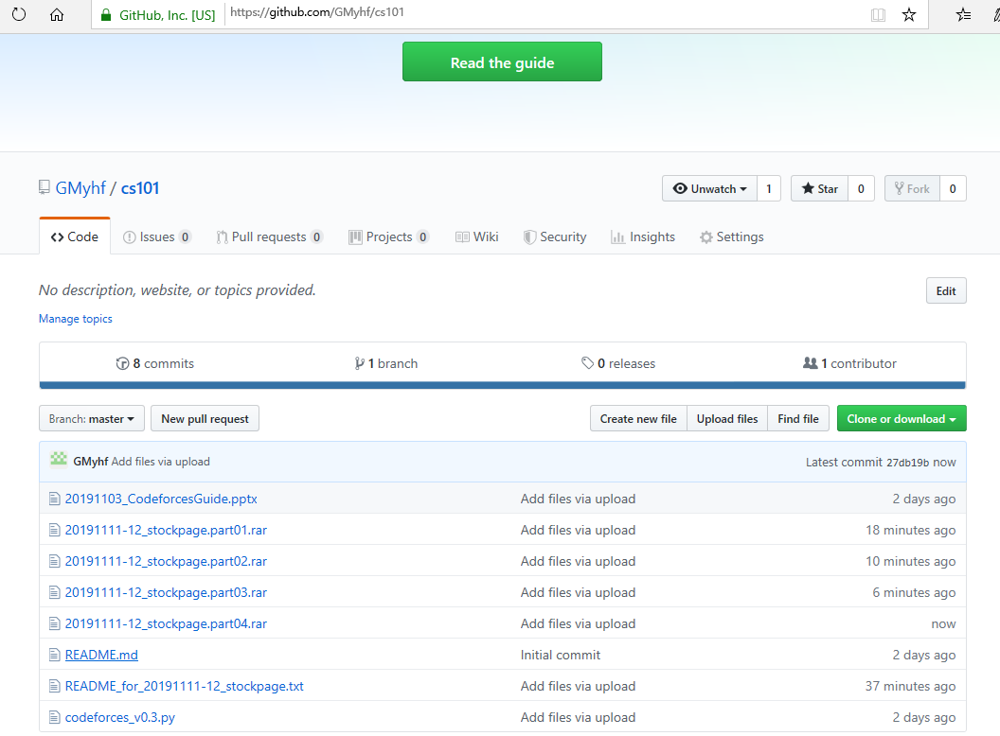 GitHub, Inc. [US] https://github.com/GMyhf/cs101
Read the guide
GMyhf / cs101
Unwatch 1 Star 0 Fork 0
Code Issues 0 Pull requests 0 Projects 0 Wiki Security Insights Settings
No description, website, or topics provided. Edit
Manage topics
8 commits 1 branch 0 releases 1 contributor
Branch: master New pull request Create new file Upload files Find file Clone or download
GMyhf Add files via upload Latest commit 27db19b now
20191103_CodeforcesGuide.pptx Add files via upload 2 days ago
20191111-12_stockpage.part01.rar Add files via upload 18 minutes ago
20191111-12_stockpage.part02.rar Add files via upload 10 minutes ago
20191111-12_stockpage.part03.rar Add files via upload 6 minutes ago
20191111-12_stockpage.part04.rar Add files via upload now
README.md Initial commit 2 days ago
README_for_20191111-12_stockpage.txt Add files via upload 37 minutes ago
codeforces_v0.3.py Add files via upload 2 days ago